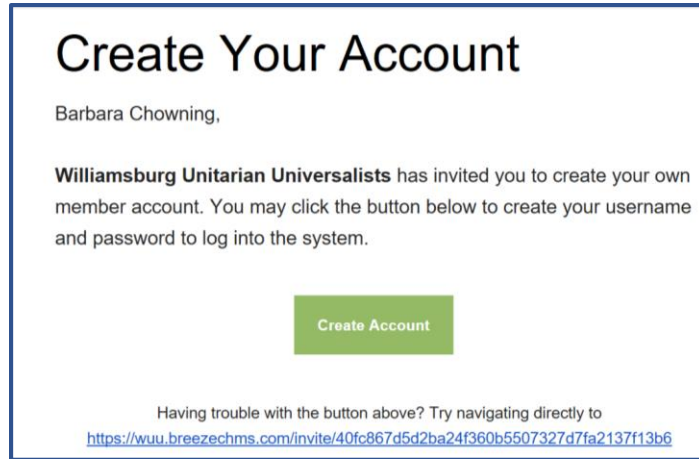 Create Your Account
Barbara Chowning,
Williamsburg Unitarian Universalists has invited you to create your own
member account. You may click the button below to create your username
and password to log into the system.
Create Account
Having trouble with the button above? Try navigating directly to
https://wuu.breezechms.com/invite/40fc867d5d2ba24f360b5507327d7fa2137f13b6